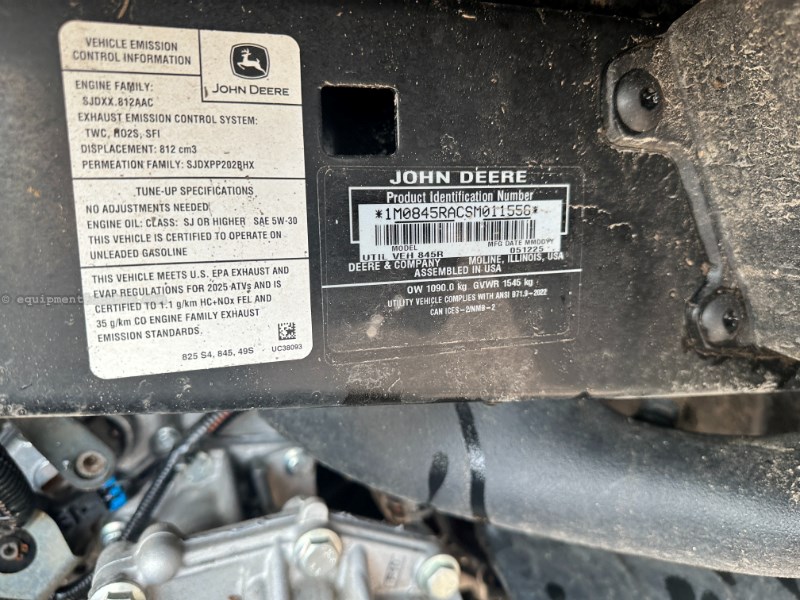 VEHICLE EMISSION
CONTROL INFORMATION
JOHN DEERE
ENGINE FAMILY:
SJDXX.812AAC
EXHAUST EMISSION CONTROL SYSTEM:
TWC, HO2S, SFI
DISPLACEMENT: 812 cm3
PERMEATION FAMILY: SJDXPP202BHX
TUNE-UP SPECIFICATIONS
NO ADJUSTMENTS NEEDED
ENGINE OIL: CLASS: SJ OR HIGHER SAE 5W-30
THIS VEHICLE IS CERTIFIED TO OPERATE ON
UNLEADED GASOLINE
THIS VEHICLE MEETS U.S. EPA EXHAUST AND
EVAP REGULATIONS FOR 2025 ATVs AND IS
CERTIFIED TO 1.1 g/km HC+NOx FEL AND
35 g/km CO ENGINE FAMILY EXHAUST
EMISSION STANDARDS.
825 S4, 845, 49S
UC38093
JOHN DEERE
Product Identification Number
*1M0845RACSM011556*
MODEL
MFG DATE MMDDYY
UTIL VEH 845R
051225
DEERE & COMPANY MOLINE, ILLINOIS, USA
ASSEMBLED IN USA
OW 1090.0 kg GVWR 1545 kg
UTILITY VEHICLE COMPLIES WITH ANSI B71.9-2022
CAN ICES-2/NMB-2
equipment